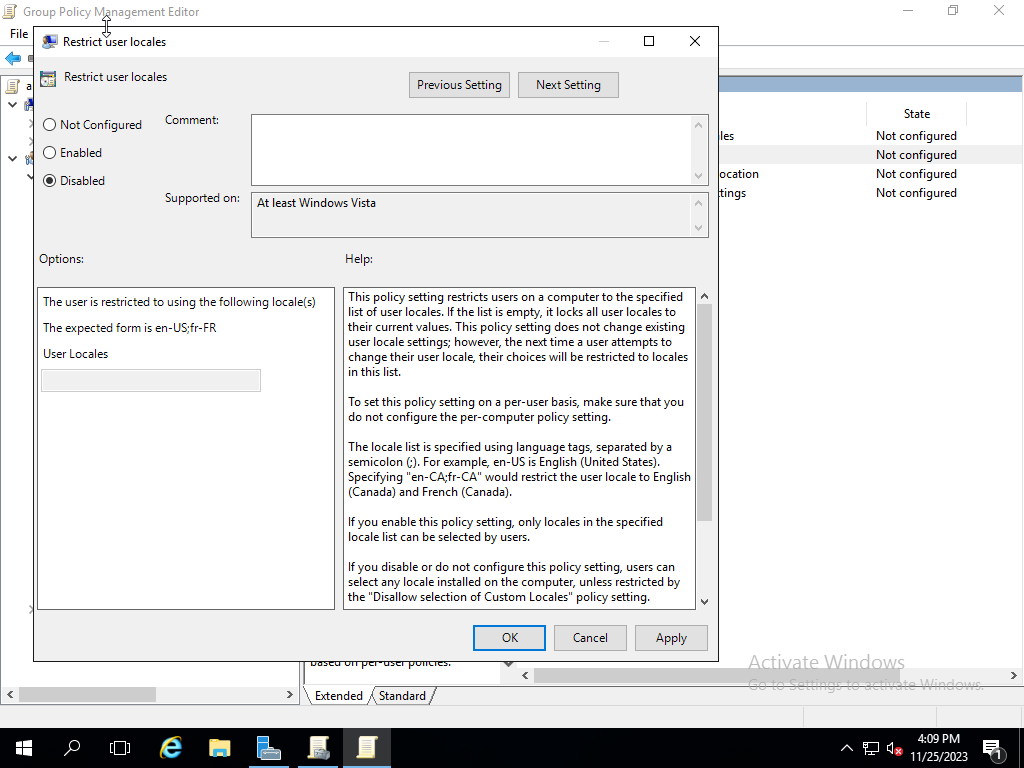 Group Policy Management Editor
File
Restrict user locales
Restrict user locales
Previous Setting
Next Setting
Not Configured
Enabled
Disabled
Comment:
Supported on:
At least Windows Vista
Options:
Help:
The user is restricted to using the following locale(s)
The expected form is en-US;fr-FR
User Locales
This policy setting restricts users on a computer to the specified
list of user locales. If the list is empty, it locks all user locales to
their current values. This policy setting does not change existing
user locale settings; however, the next time a user attempts to
change their user locale, their choices will be restricted to locales
in this list.
To set this policy setting on a per-user basis, make sure that you
do not configure the per-computer policy setting.
The locale list is specified using language tags, separated by a
semicolon (;). For example, en-US is English (United States).
Specifying "en-CA;fr-CA" would restrict the user locale to English
(Canada) and French (Canada).
If you enable this policy setting, only locales in the specified
locale list can be selected by users.
If you disable or do not configure this policy setting, users can
select any locale installed on the computer, unless restricted by
the "Disallow selection of Custom Locales" policy setting.
OK
Cancel
Apply
State
les Not configured
Not configured
ocation Not configured
tings Not configured
based on per-user policies.
Extended
Standard
Activate Windows
Go to Settings to activate Windows.
4:09 PM
11/25/2023
1